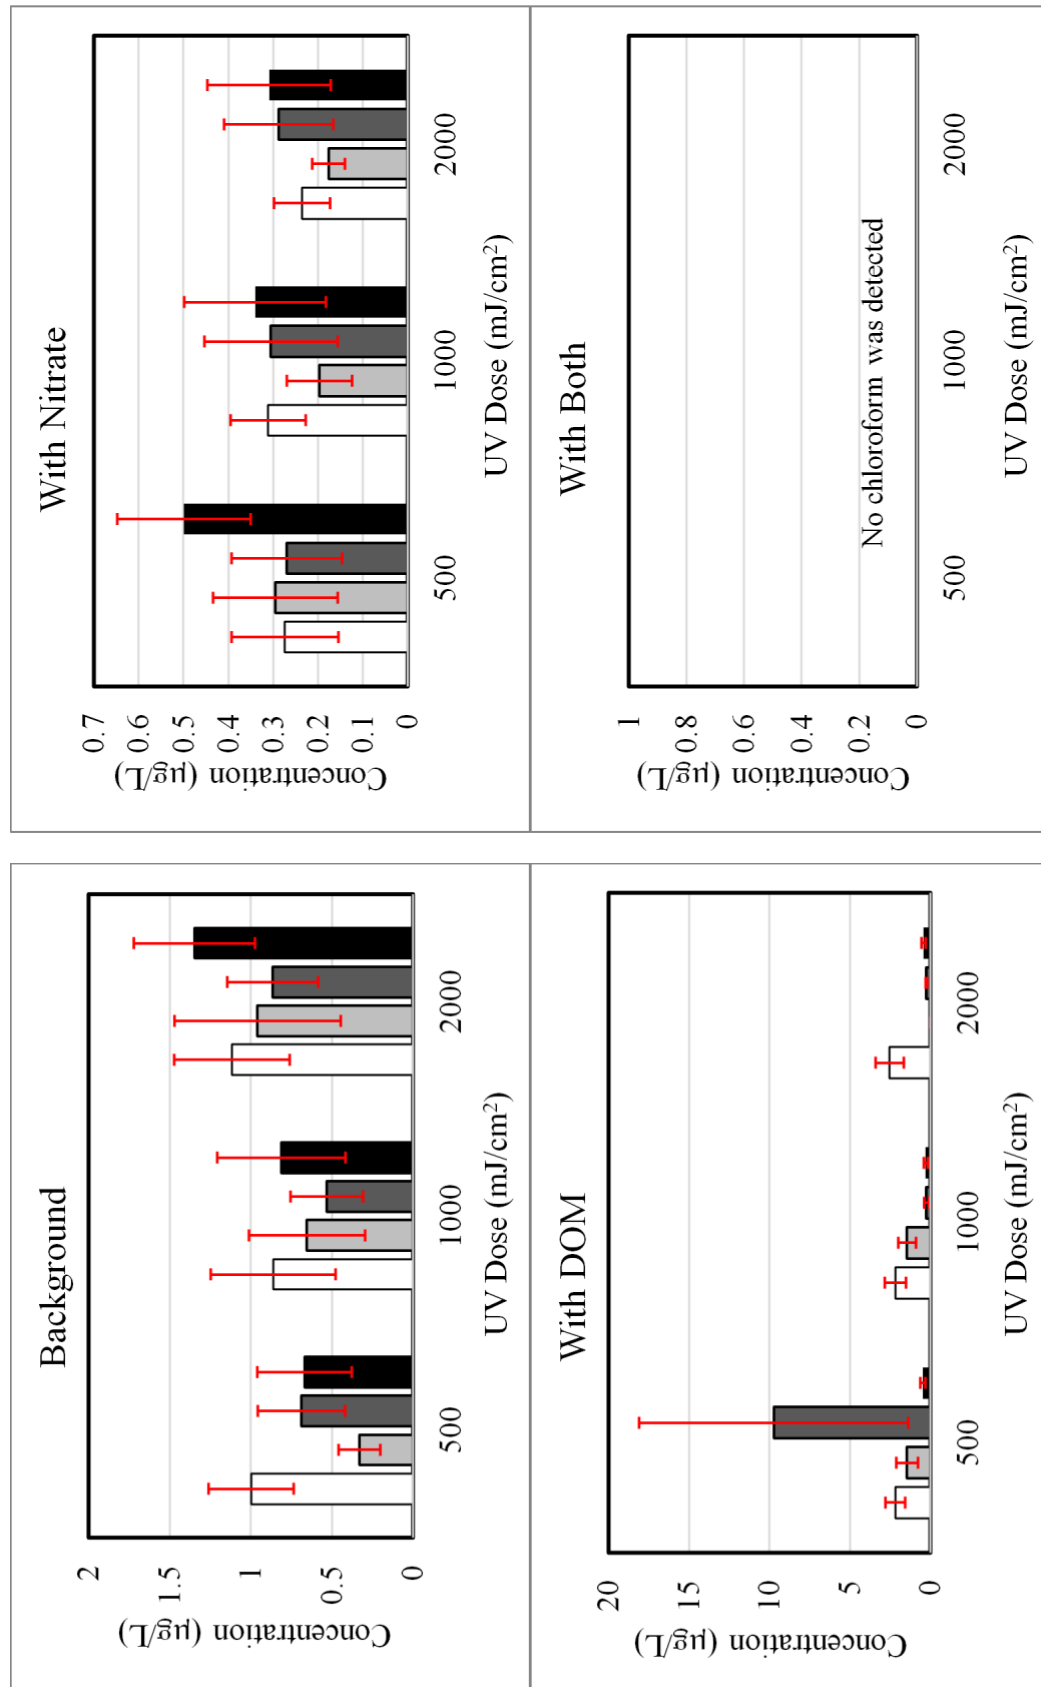 Background
Concentration (µg/L)
2
1.5
1
0.5
0
500
1000
2000
UV Dose (mJ/cm²)
With Nitrate
Concentration (µg/L)
0.7
0.6
0.5
0.4
0.3
0.2
0.1
0
500
1000
2000
UV Dose (mJ/cm²)
With DOM
Concentration (µg/L)
20
15
10
5
0
500
1000
2000
UV Dose (mJ/cm²)
With Both
Concentration (µg/L)
1
0.8
0.6
0.4
0.2
0
No chloroform was detected
500
1000
2000
UV Dose (mJ/cm²)